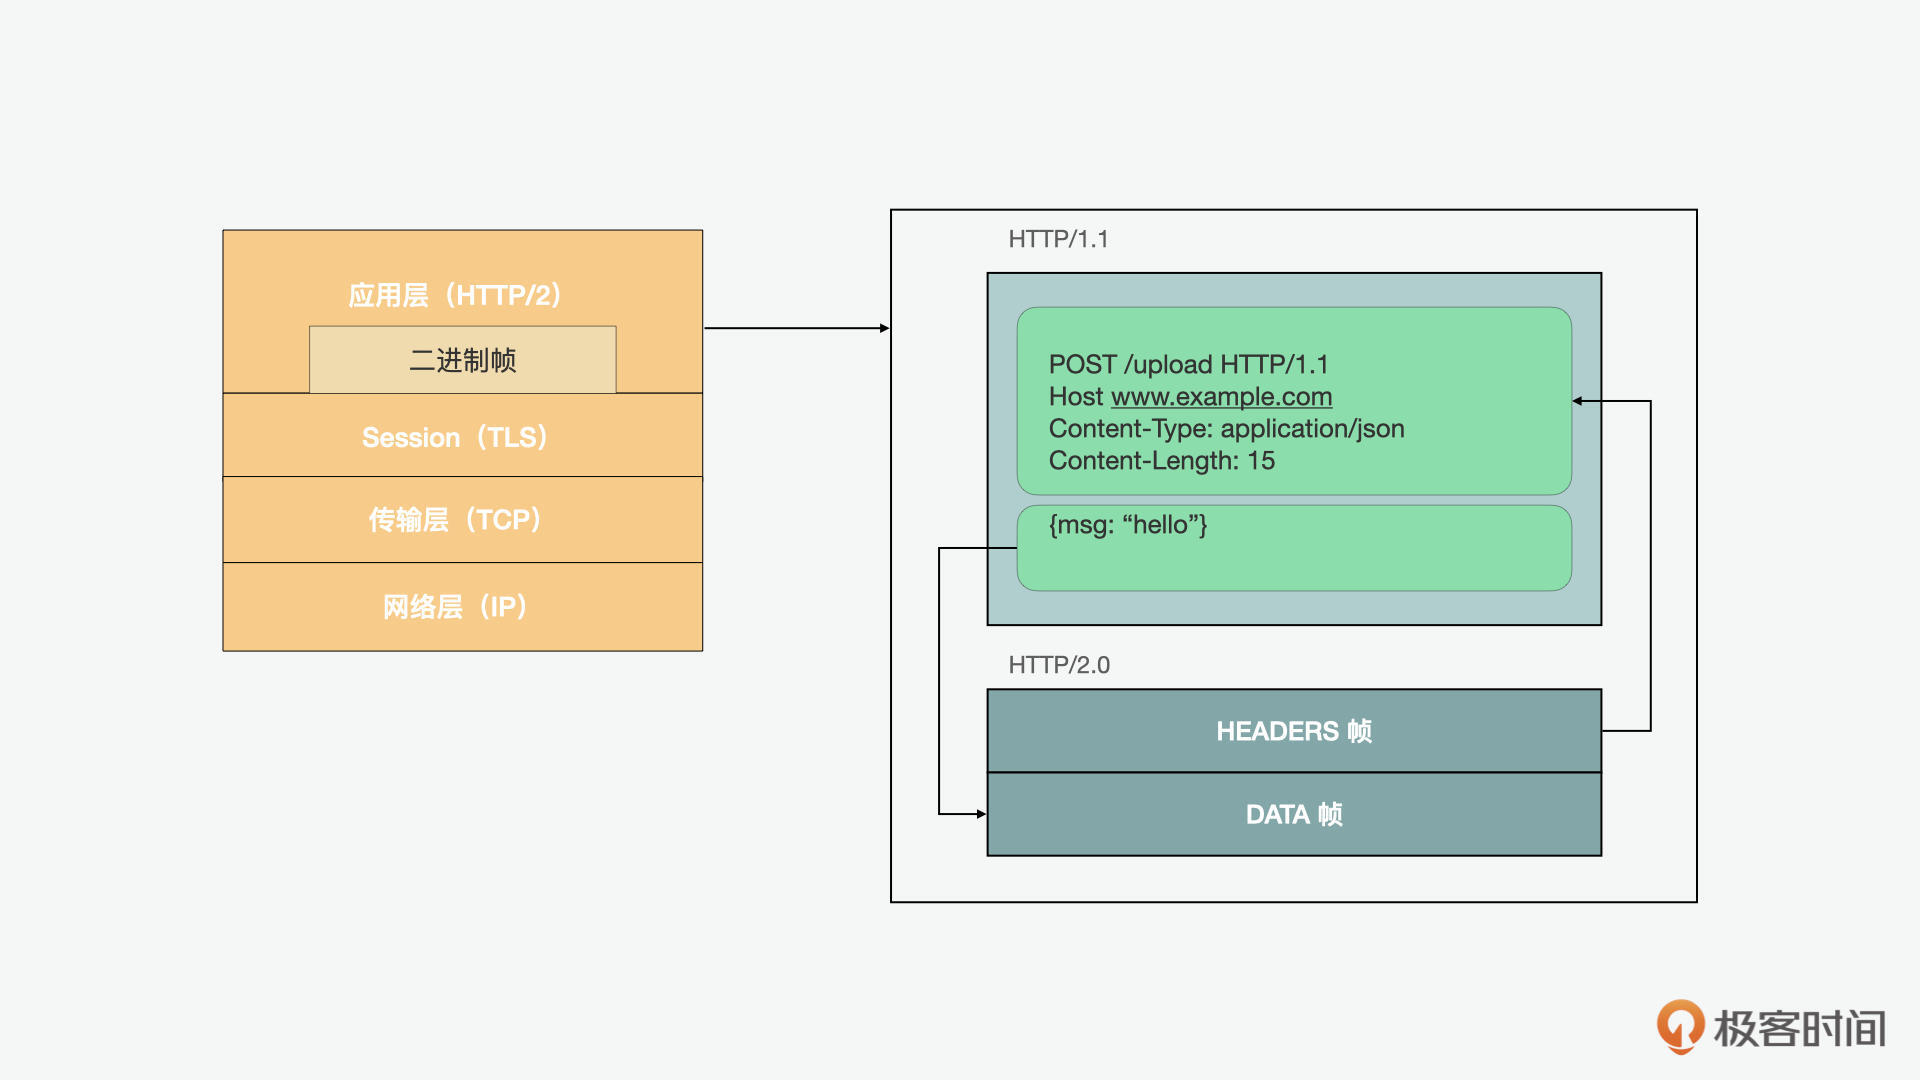 应用层（HTTP/2）
二进制帧
Session（TLS）
传输层（TCP）
网络层（IP）
HTTP/1.1
POST /upload HTTP/1.1
Host www.example.com
Content-Type: application/json
Content-Length: 15
{msg: “hello”}
HTTP/2.0
HEADERS 帧
DATA 帧
极客时间